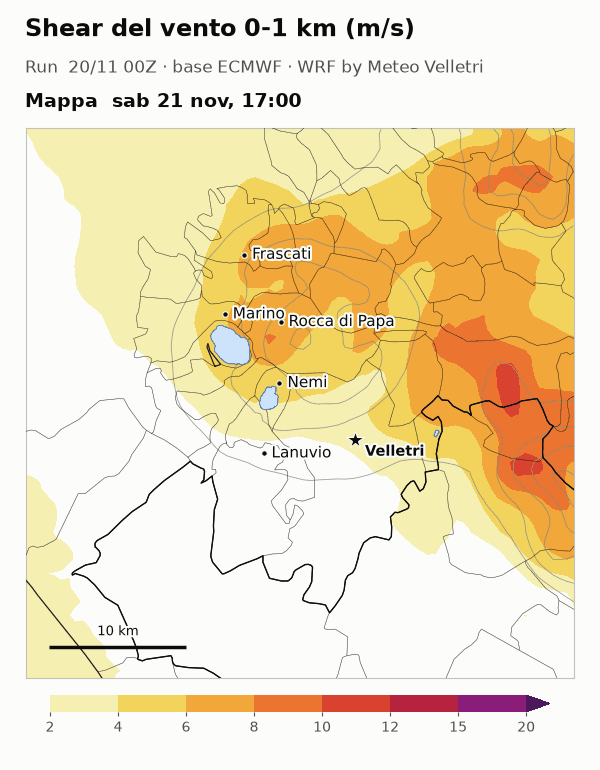 Shear del vento 0-1 km (m/s)
Run  20/11 00Z · base ECMWF · WRF by Meteo Velletri
Mappa  sab 21 nov, 17:00
Frascati
Marino
Rocca di Papa
Nemi
Velletri
Lanuvio
10 km
2 4 6 8 10 12 15 20